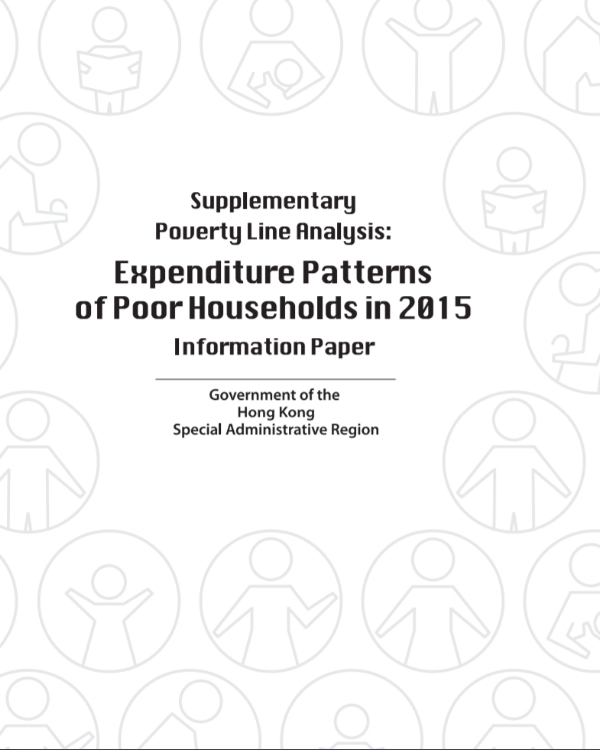 Supplementary
Poverty Line Analysis:
Expenditure Patterns
of Poor Households in 2015
Information Paper
Government of the
Hong Kong
Special Administrative Region